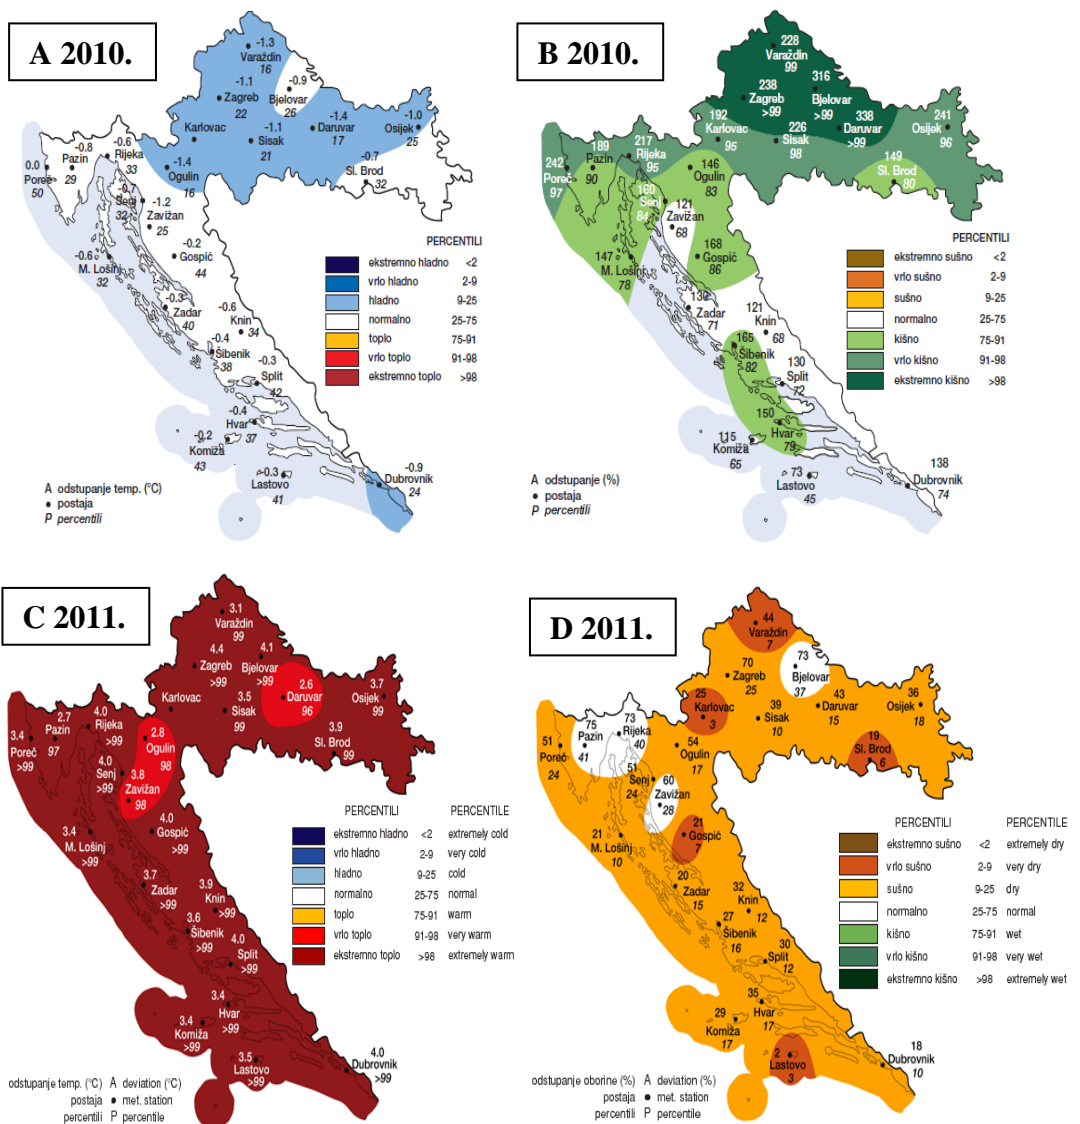 A 2010.
-1.3
Varaždin
16
-1.1
Zagreb
22
-0.9
Bjelovar
26
Karlovac
-1.1
Sisak
21
-1.4
Daruvar
17
-1.0
Osijek
25
-0.7
Sl. Brod
32
0.0
Poreč
50
-0.8
Pazin
29
-0.6
Rijeka
33
-1.4
Ogulin
16
-0.7
Senj
32
-1.2
Zavižan
25
-0.2
Gospić
44
-0.6
M. Lošinj
32
-0.3
Zadar
40
-0.6
Knin
34
-0.4
Šibenik
38
-0.3
Split
42
-0.4
Hvar
37
-0.2
Komiža
43
-0.3
Lastovo
41
-0.9
Dubrovnik
24
PERCENTILI
ekstremno hladno <2
vrlo hladno 2-9
hladno 9-25
normalno 25-75
toplo 75-91
vrlo toplo 91-98
ekstremno toplo >98
A odstupanje temp. (°C)
● postaja
P percentili
B 2010.
228
Varaždin
99
238
Zagreb
>99
316
Bjelovar
>99
192
Karlovac
95
226
Sisak
98
338
Daruvar
>99
241
Osijek
96
149
Sl. Brod
80
242
Poreč
97
189
Pazin
90
217
Rijeka
95
146
Ogulin
83
160
Senj
84
121
Zavižan
68
168
Gospić
86
147
M. Lošinj
78
130
Zadar
71
121
Knin
68
165
Šibenik
82
130
Split
72
150
Hvar
79
115
Komiža
65
73
Lastovo
45
138
Dubrovnik
74
PERCENTILI
ekstremno sušno <2
vrlo sušno 2-9
sušno 9-25
normalno 25-75
kišno 75-91
vrlo kišno 91-98
ekstremno kišno >98
A odstupanje (%)
● postaja
P percentili
C 2011.
3.1
Varaždin
99
4.4
Zagreb
>99
4.1
Bjelovar
>99
Karlovac
3.5
Sisak
99
2.6
Daruvar
96
3.7
Osijek
99
3.9
Sl. Brod
99
3.4
Poreč
>99
2.7
Pazin
97
4.0
Rijeka
>99
2.8
Ogulin
98
4.0
Senj
>99
3.8
Zavižan
98
4.0
Gospić
>99
3.4
M. Lošinj
>99
3.7
Zadar
>99
3.9
Knin
>99
3.6
Šibenik
>99
4.0
Split
>99
3.4
Hvar
>99
3.4
Komiža
>99
3.5
Lastovo
>99
4.0
Dubrovnik
>99
PERCENTILI PERCENTILE
ekstremno hladno <2 extremely cold
vrlo hladno 2-9 very cold
hladno 9-25 cold
normalno 25-75 normal
toplo 75-91 warm
vrlo toplo 91-98 very warm
ekstremno toplo >98 extremely warm
odstupanje temp. (°C) A deviation (°C)
postaja ● met. station
percentili P percentile
D 2011.
44
Varaždin
7
70
Zagreb
25
73
Bjelovar
37
25
Karlovac
3
39
Sisak
10
43
Daruvar
15
36
Osijek
18
19
Sl. Brod
6
51
Poreč
24
75
Pazin
41
73
Rijeka
40
54
Ogulin
17
51
Senj
24
60
Zavižan
28
21
Gospić
7
21
M. Lošinj
10
20
Zadar
15
32
Knin
12
27
Šibenik
16
30
Split
12
35
Hvar
17
29
Komiža
17
2
Lastovo
3
18
Dubrovnik
10
PERCENTILI PERCENTILE
ekstremno sušno <2 extremely dry
vrlo sušno 2-9 very dry
sušno 9-25 dry
normalno 25-75 normal
kišno 75-91 wet
vrlo kišno 91-98 very wet
ekstremno kišno >98 extremely wet
odstupanje oborine (%) A deviation (%)
postaja ● met. station
percentili P percentile